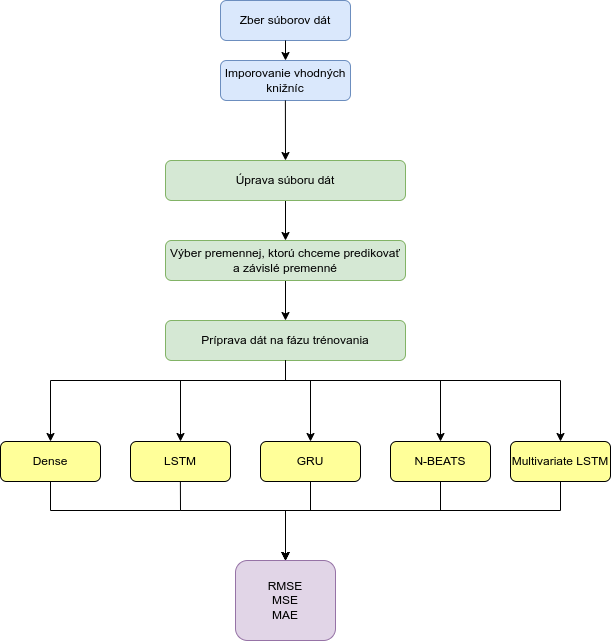 Zber súborov dát
Imporovanie vhodných
knižníc
Úprava súboru dát
Výber premennej, ktorú chceme predikovať
a závislé premenné
Príprava dát na fázu trénovania
Dense
LSTM
GRU
N-BEATS
Multivariate LSTM
RMSE
MSE
MAE